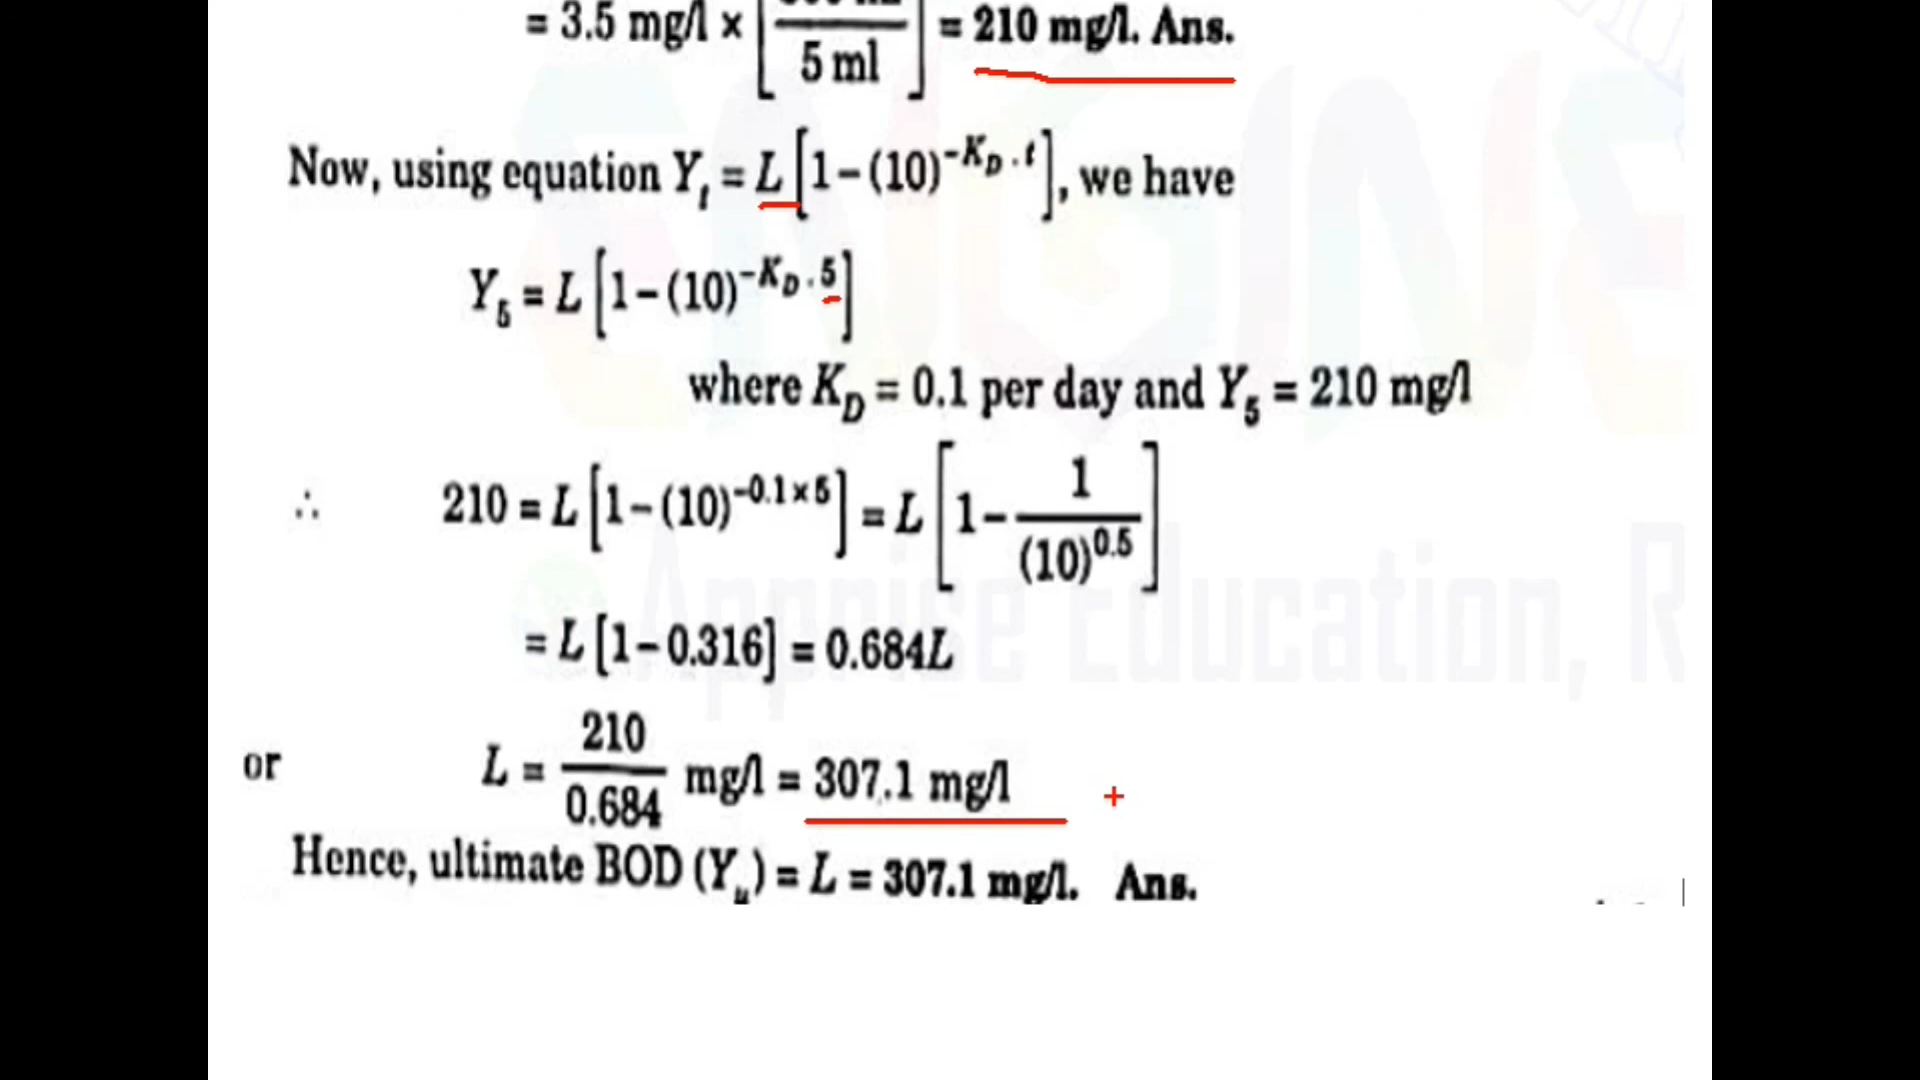 = 3.5 mg/l × [ / 5 ml ] = 210 mg/l. Ans.
Now, using equation Y_t = L [1 – (10)^{–K_D . t}], we have
Y_5 = L [1 – (10)^{–K_D . 5}]
where K_D = 0.1 per day and Y_5 = 210 mg/l
∴ 210 = L [1 – (10)^{–0.1 × 5}] = L [1 – 1/(10)^{0.5}]
= L [1 – 0.316] = 0.684L
or L = 210/0.684 mg/l = 307.1 mg/l
Hence, ultimate BOD (Y_u) = L = 307.1 mg/l. Ans.
Apprise Education, R